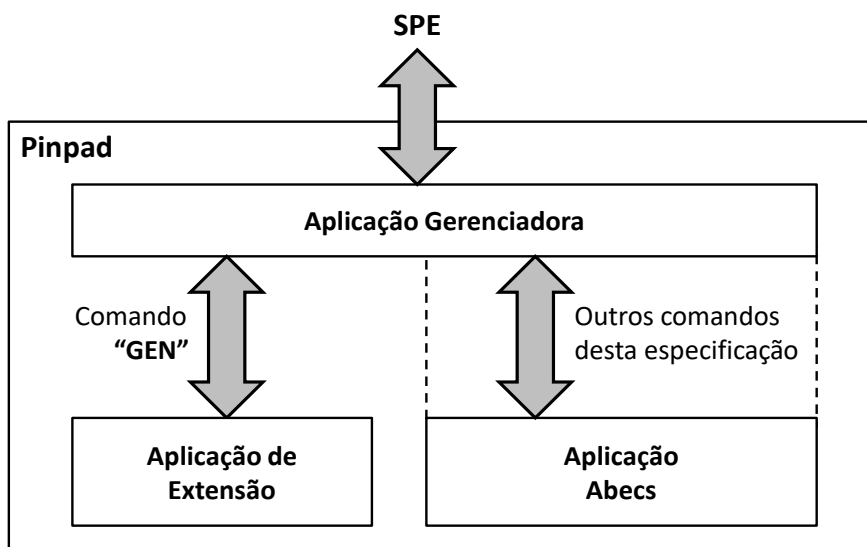 SPE
Pinpad
Aplicação Gerenciadora
Comando
“GEN”
Outros comandos
desta especificação
Aplicação de
Extensão
Aplicação
Abecs